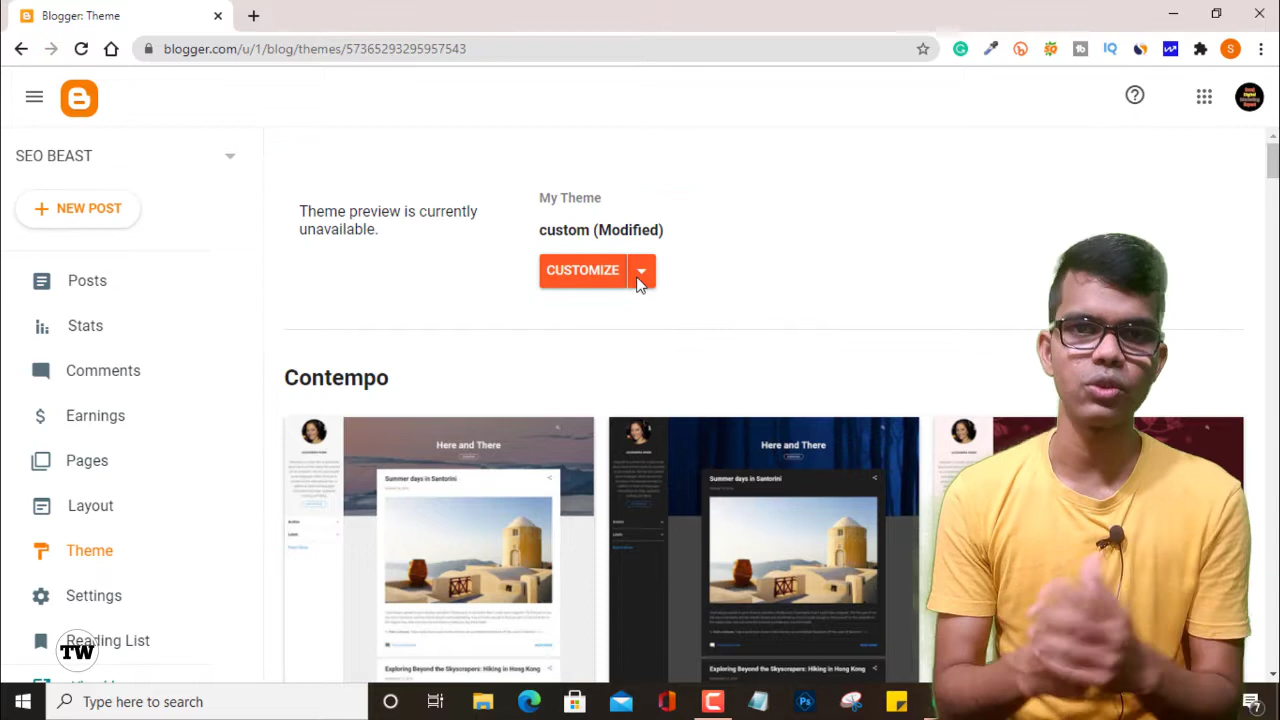 Blogger: Theme
blogger.com/u/1/blog/themes/57365293295957543
SEO BEAST
NEW POST
Posts
Stats
Comments
Earnings
Pages
Layout
Theme
Settings
Reading List
TW
Theme preview is currently
unavailable.
My Theme
custom (Modified)
CUSTOMIZE
Contempo
Here and There
Summer days in Santorini
Exploring Beyond the Skyscrapers: Hiking in Hong Kong
Here and There
Summer days in Santorini
Exploring Beyond the Skyscrapers: Hiking in Hong Kong
Type here to search